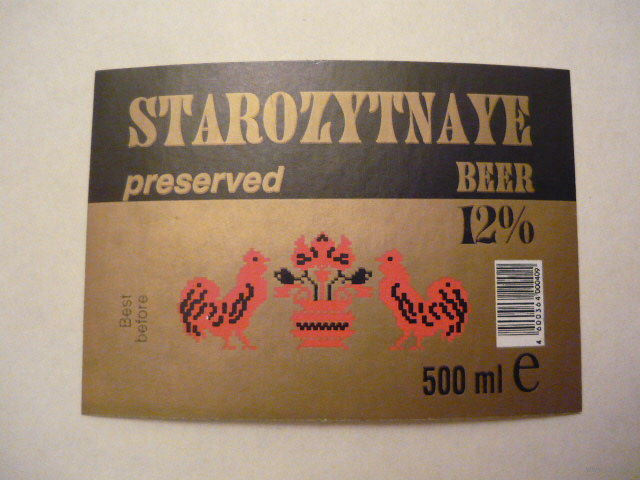 STAROZYTNAYE
preserved
BEER
12%
Best
before
4 600364 000409
500 ml e